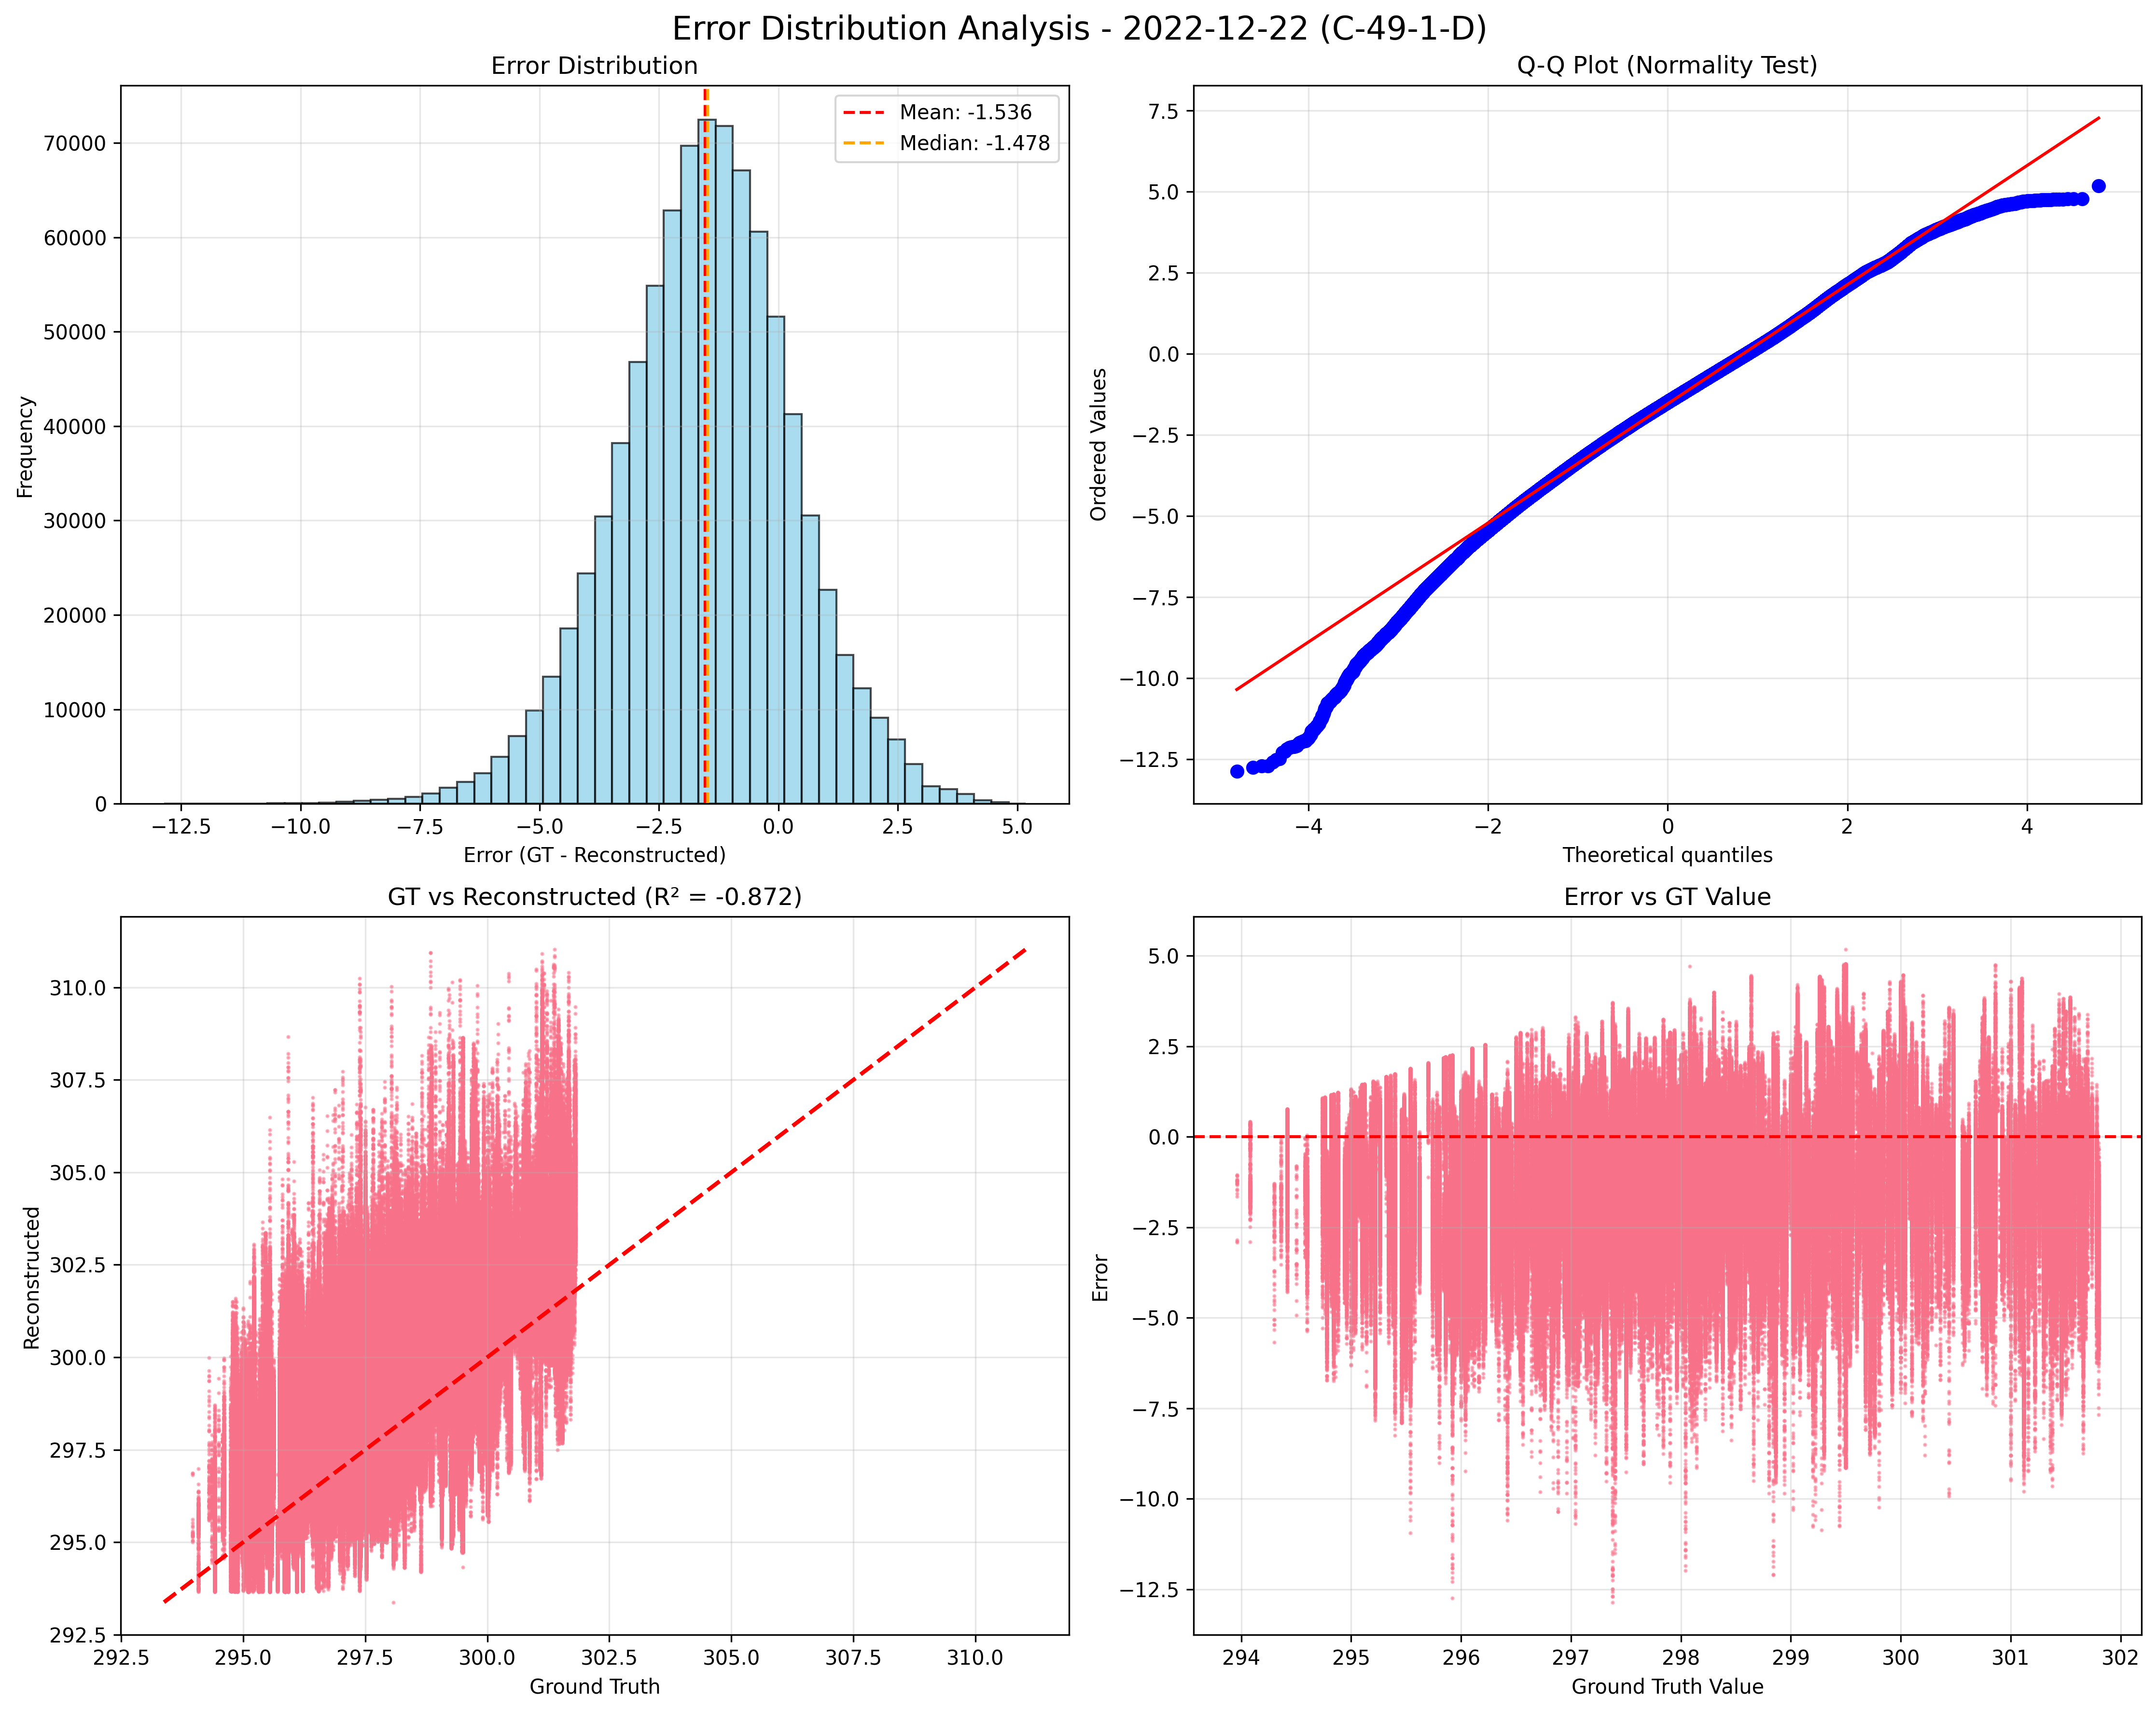 Error Distribution Analysis - 2022-12-22 (C-49-1-D)
Error Distribution
Mean: -1.536
Median: -1.478
Frequency
70000
60000
50000
40000
30000
20000
10000
0
−12.5 −10.0 −7.5 −5.0 −2.5 0.0 2.5 5.0
Error (GT - Reconstructed)
Q-Q Plot (Normality Test)
Ordered Values
7.5
5.0
2.5
0.0
−2.5
−5.0
−7.5
−10.0
−12.5
−4 −2 0 2 4
Theoretical quantiles
GT vs Reconstructed (R² = -0.872)
Reconstructed
310.0
307.5
305.0
302.5
300.0
297.5
295.0
292.5
292.5 295.0 297.5 300.0 302.5 305.0 307.5 310.0
Ground Truth
Error vs GT Value
Error
5.0
2.5
0.0
−2.5
−5.0
−7.5
−10.0
−12.5
294 295 296 297 298 299 300 301 302
Ground Truth Value